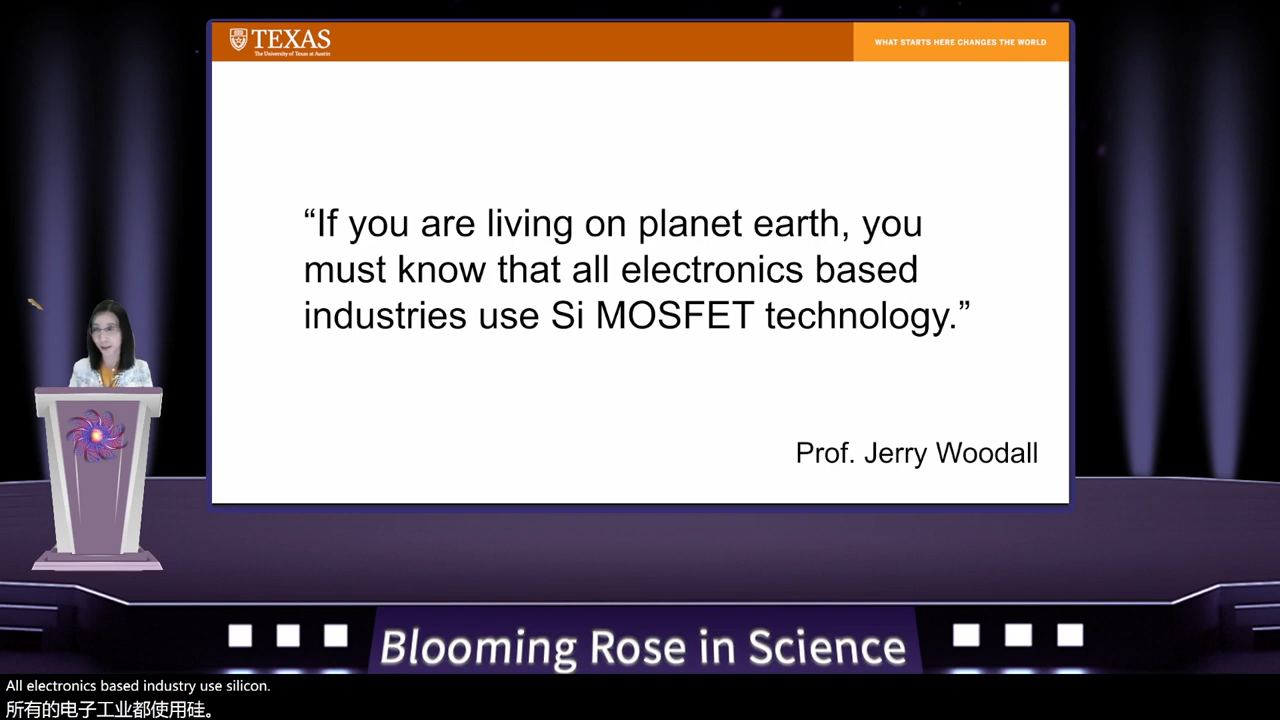 TEXAS
The University of Texas at Austin
WHAT STARTS HERE CHANGES THE WORLD
“If you are living on planet earth, you
must know that all electronics based
industries use Si MOSFET technology.”
Prof. Jerry Woodall
Blooming Rose in Science
All electronics based industry use silicon.
所有的电子工业都使用硅。